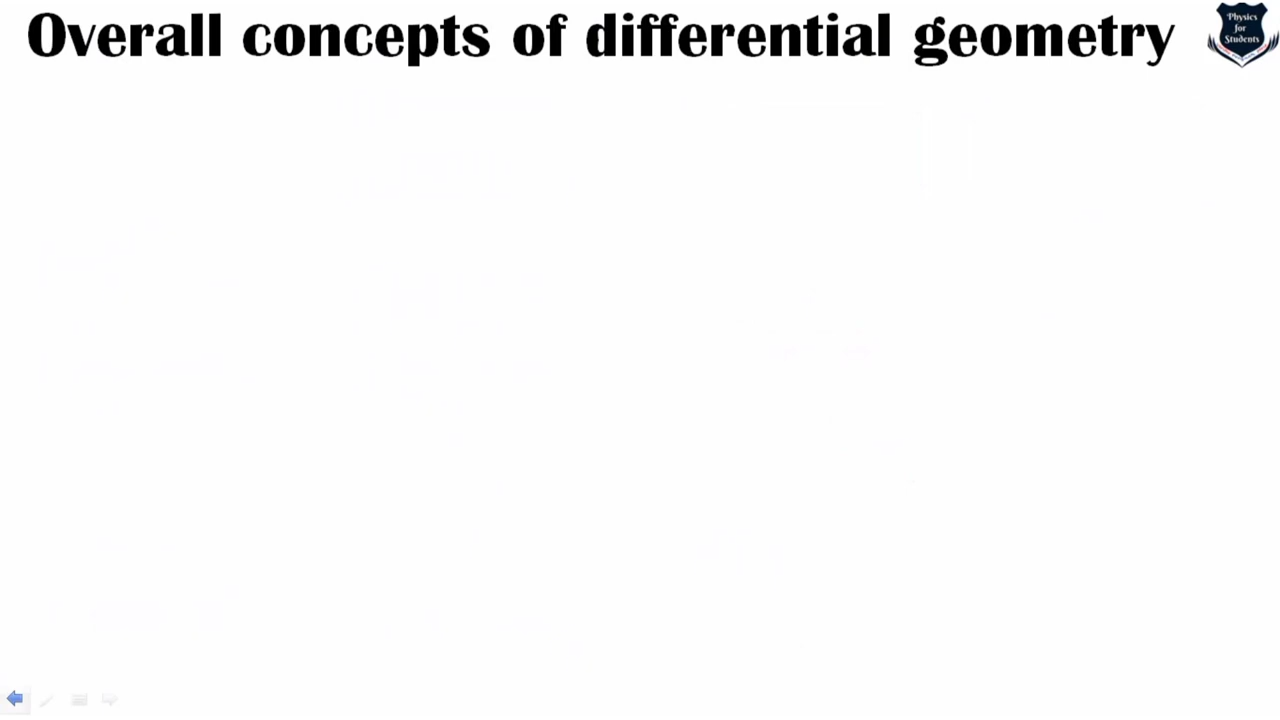 Overall concepts of differential geometry
Physics
for
Students